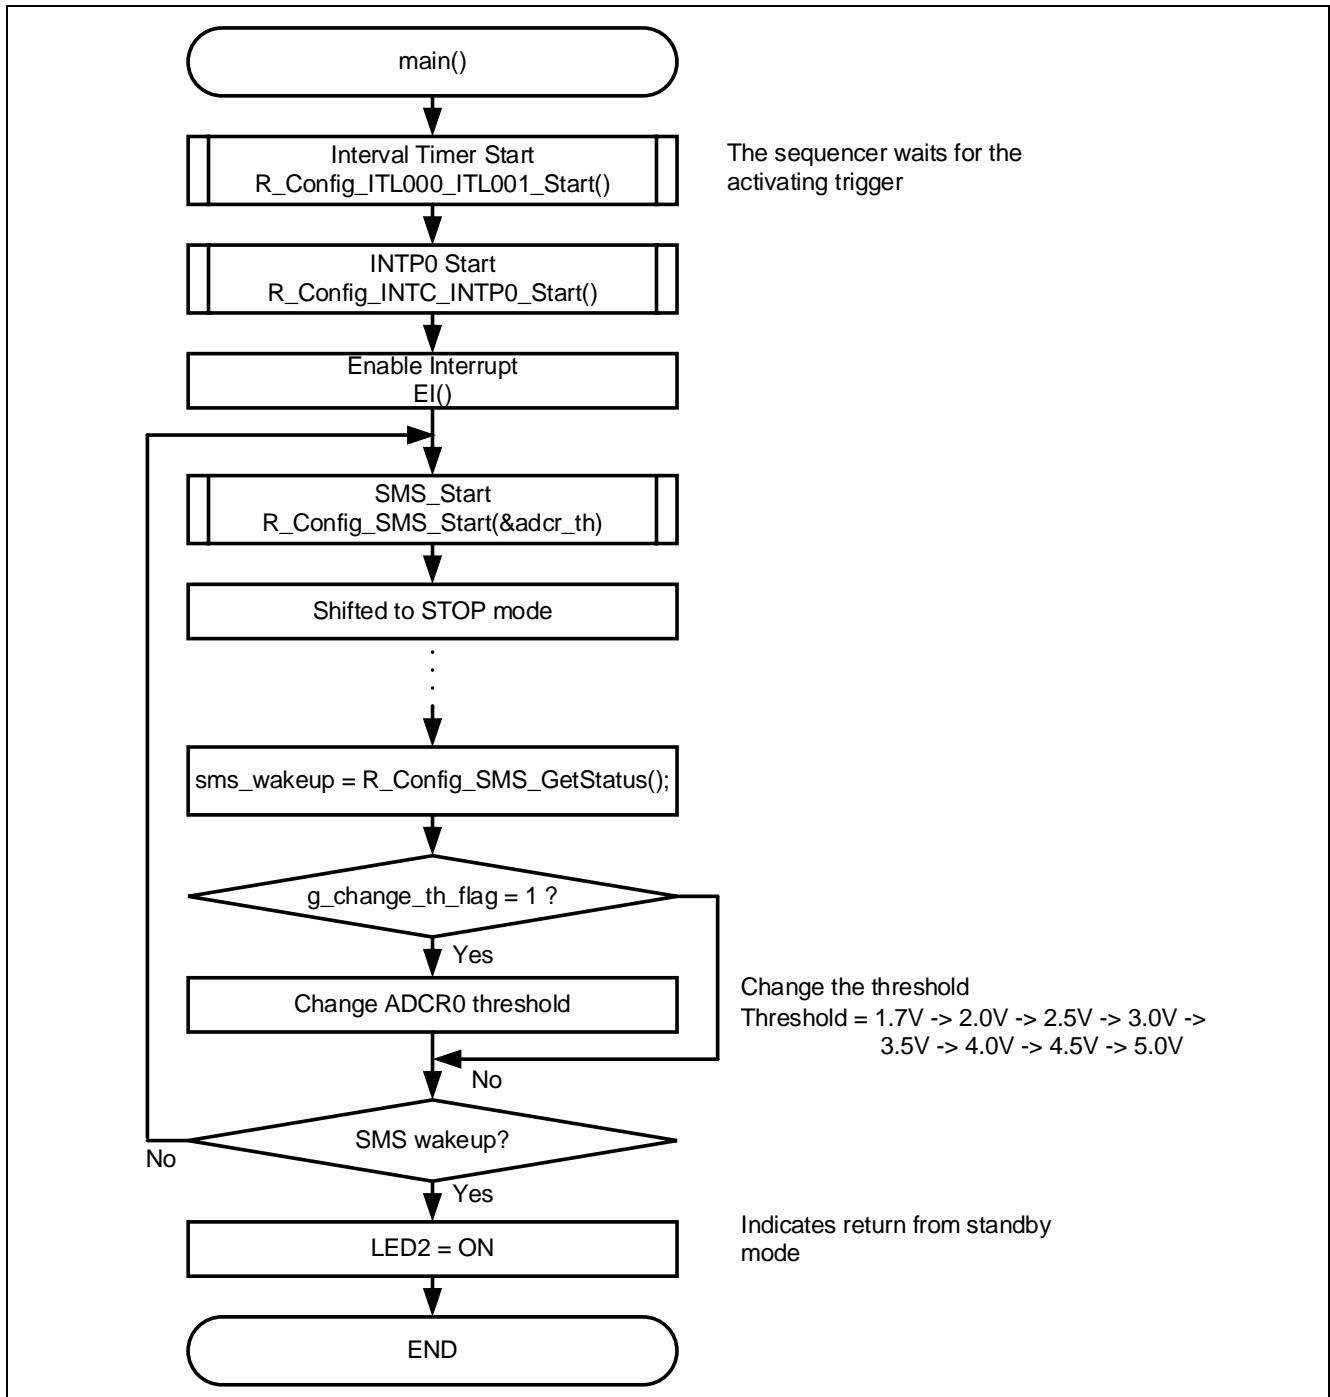 main()
Interval Timer Start
R_Config_ITL000_ITL001_Start()
The sequencer waits for the
activating trigger
INTP0 Start
R_Config_INTC_INTP0_Start()
Enable Interrupt
EI()
SMS_Start
R_Config_SMS_Start(&adcr_th)
Shifted to STOP mode
sms_wakeup = R_Config_SMS_GetStatus();
g_change_th_flag = 1 ?
Yes
Change ADCR0 threshold
Change the threshold
Threshold = 1.7V -> 2.0V -> 2.5V -> 3.0V ->
3.5V -> 4.0V -> 4.5V -> 5.0V
No
SMS wakeup?
No
Yes
LED2 = ON
Indicates return from standby
mode
END